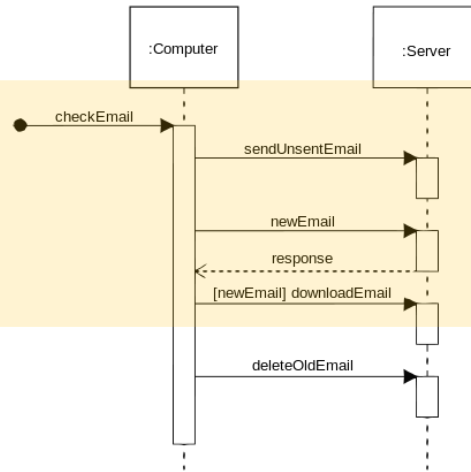 :Computer
:Server
checkEmail
sendUnsentEmail
newEmail
response
[newEmail] downloadEmail
deleteOldEmail